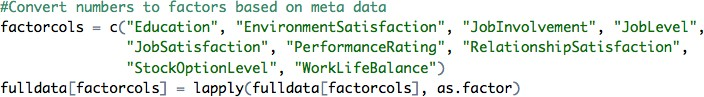 #Convert numbers to factors based on meta data
factorcols = c("Education", "EnvironmentSatisfaction", "JobInvolvement", "JobLevel",
"JobSatisfaction", "PerformanceRating", "RelationshipSatisfaction",
"StockOptionLevel", "WorkLifeBalance")
fulldata[factorcols] = lapply(fulldata[factorcols], as.factor)